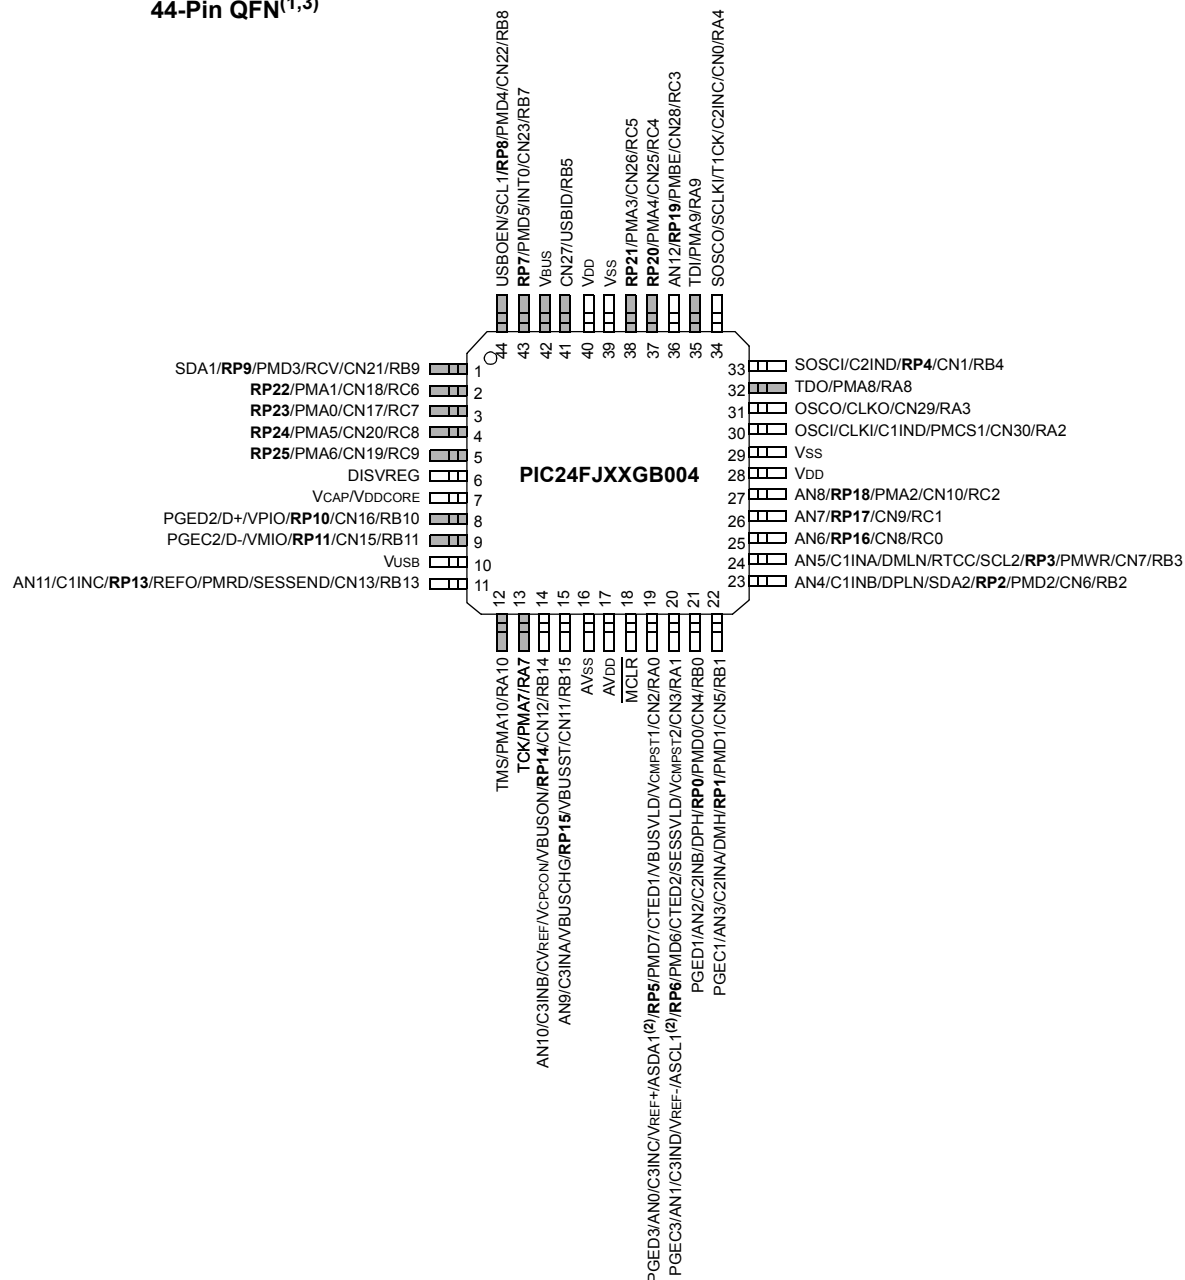 44-Pin QFN(1,3)
USBOEN/SCL1/RP8/PMD4/CN22/RB8
RP7/PMD5/INT0/CN23/RB7
VBUS
CN27/USBID/RB5
VDD
VSS
RP21/PMA3/CN26/RC5
RP20/PMA4/CN25/RC4
AN12/RP19/PMBE/CN28/RC3
TDI/PMA9/RA9
SOSCO/SCLKI/T1CK/C2INC/CN0/RA4
44
43
42
41
40
39
38
37
36
35
34
SDA1/RP9/PMD3/RCV/CN21/RB9 1
RP22/PMA1/CN18/RC6 2
RP23/PMA0/CN17/RC7 3
RP24/PMA5/CN20/RC8 4
RP25/PMA6/CN19/RC9 5
DISVREG 6
VCAP/VDDCORE 7
PGED2/D+/VPIO/RP10/CN16/RB10 8
PGEC2/D-/VMIO/RP11/CN15/RB11 9
VUSB 10
AN11/C1INC/RP13/REFO/PMRD/SESSEND/CN13/RB13 11
PIC24FJXXGB004
33 SOSCI/C2IND/RP4/CN1/RB4
32 TDO/PMA8/RA8
31 OSCO/CLKO/CN29/RA3
30 OSCI/CLKI/C1IND/PMCS1/CN30/RA2
29 VSS
28 VDD
27 AN8/RP18/PMA2/CN10/RC2
26 AN7/RP17/CN9/RC1
25 AN6/RP16/CN8/RC0
24 AN5/C1INA/DMLN/RTCC/SCL2/RP3/PMWR/CN7/RB3
23 AN4/C1INB/DPLN/SDA2/RP2/PMD2/CN6/RB2
12
13
14
15
16
17
18
19
20
21
22
TMS/PMA10/RA10
TCK/PMA7/RA7
AN10/C3INB/CVREF/VCPCON/VBUSON/RP14/CN12/RB14
AN9/C3INA/VBUSCHG/RP15/VBUSST/CN11/RB15
AVSS
AVDD
MCLR
PGED3/AN0/C3INC/VREF+/ASDA1(2)/RP5/PMD7/CTED1/VBUSVLD/VCMPST1/CN2/RA0
PGEC3/AN1/C3IND/VREF-/ASCL1(2)/RP6/PMD6/CTED2/SESSVLD/VCMPST2/CN3/RA1
PGED1/AN2/C2INB/DPH/RP0/PMD0/CN4/RB0
PGEC1/AN3/C2INA/DMH/RP1/PMD1/CN5/RB1